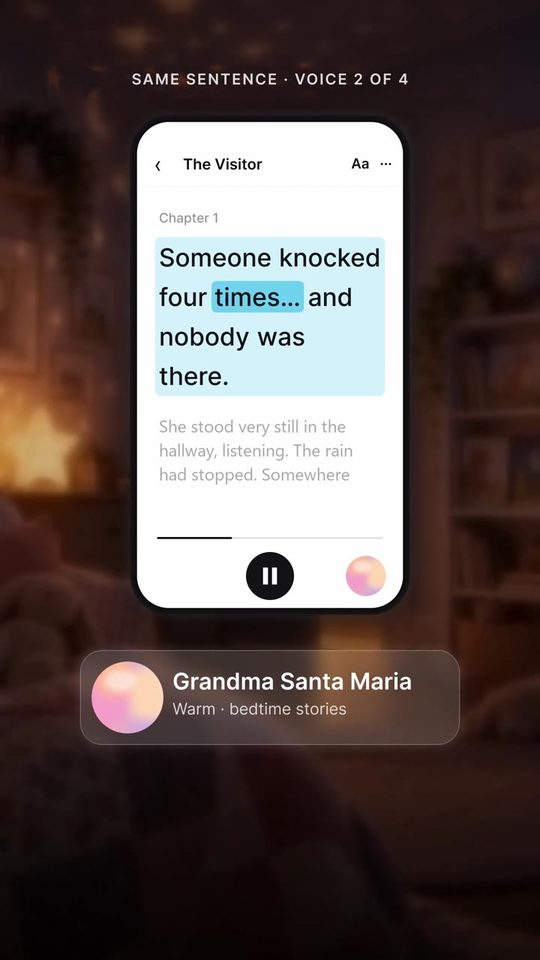 SAME SENTENCE · VOICE 2 OF 4
The Visitor
Aa
Chapter 1
Someone knocked
four times... and
nobody was
there.
She stood very still in the
hallway, listening. The rain
had stopped. Somewhere
Grandma Santa Maria
Warm · bedtime stories